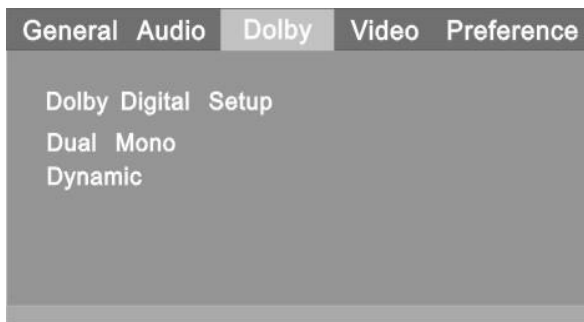 General Audio Dolby Video Preference
Dolby Digital Setup
Dual Mono
Dynamic